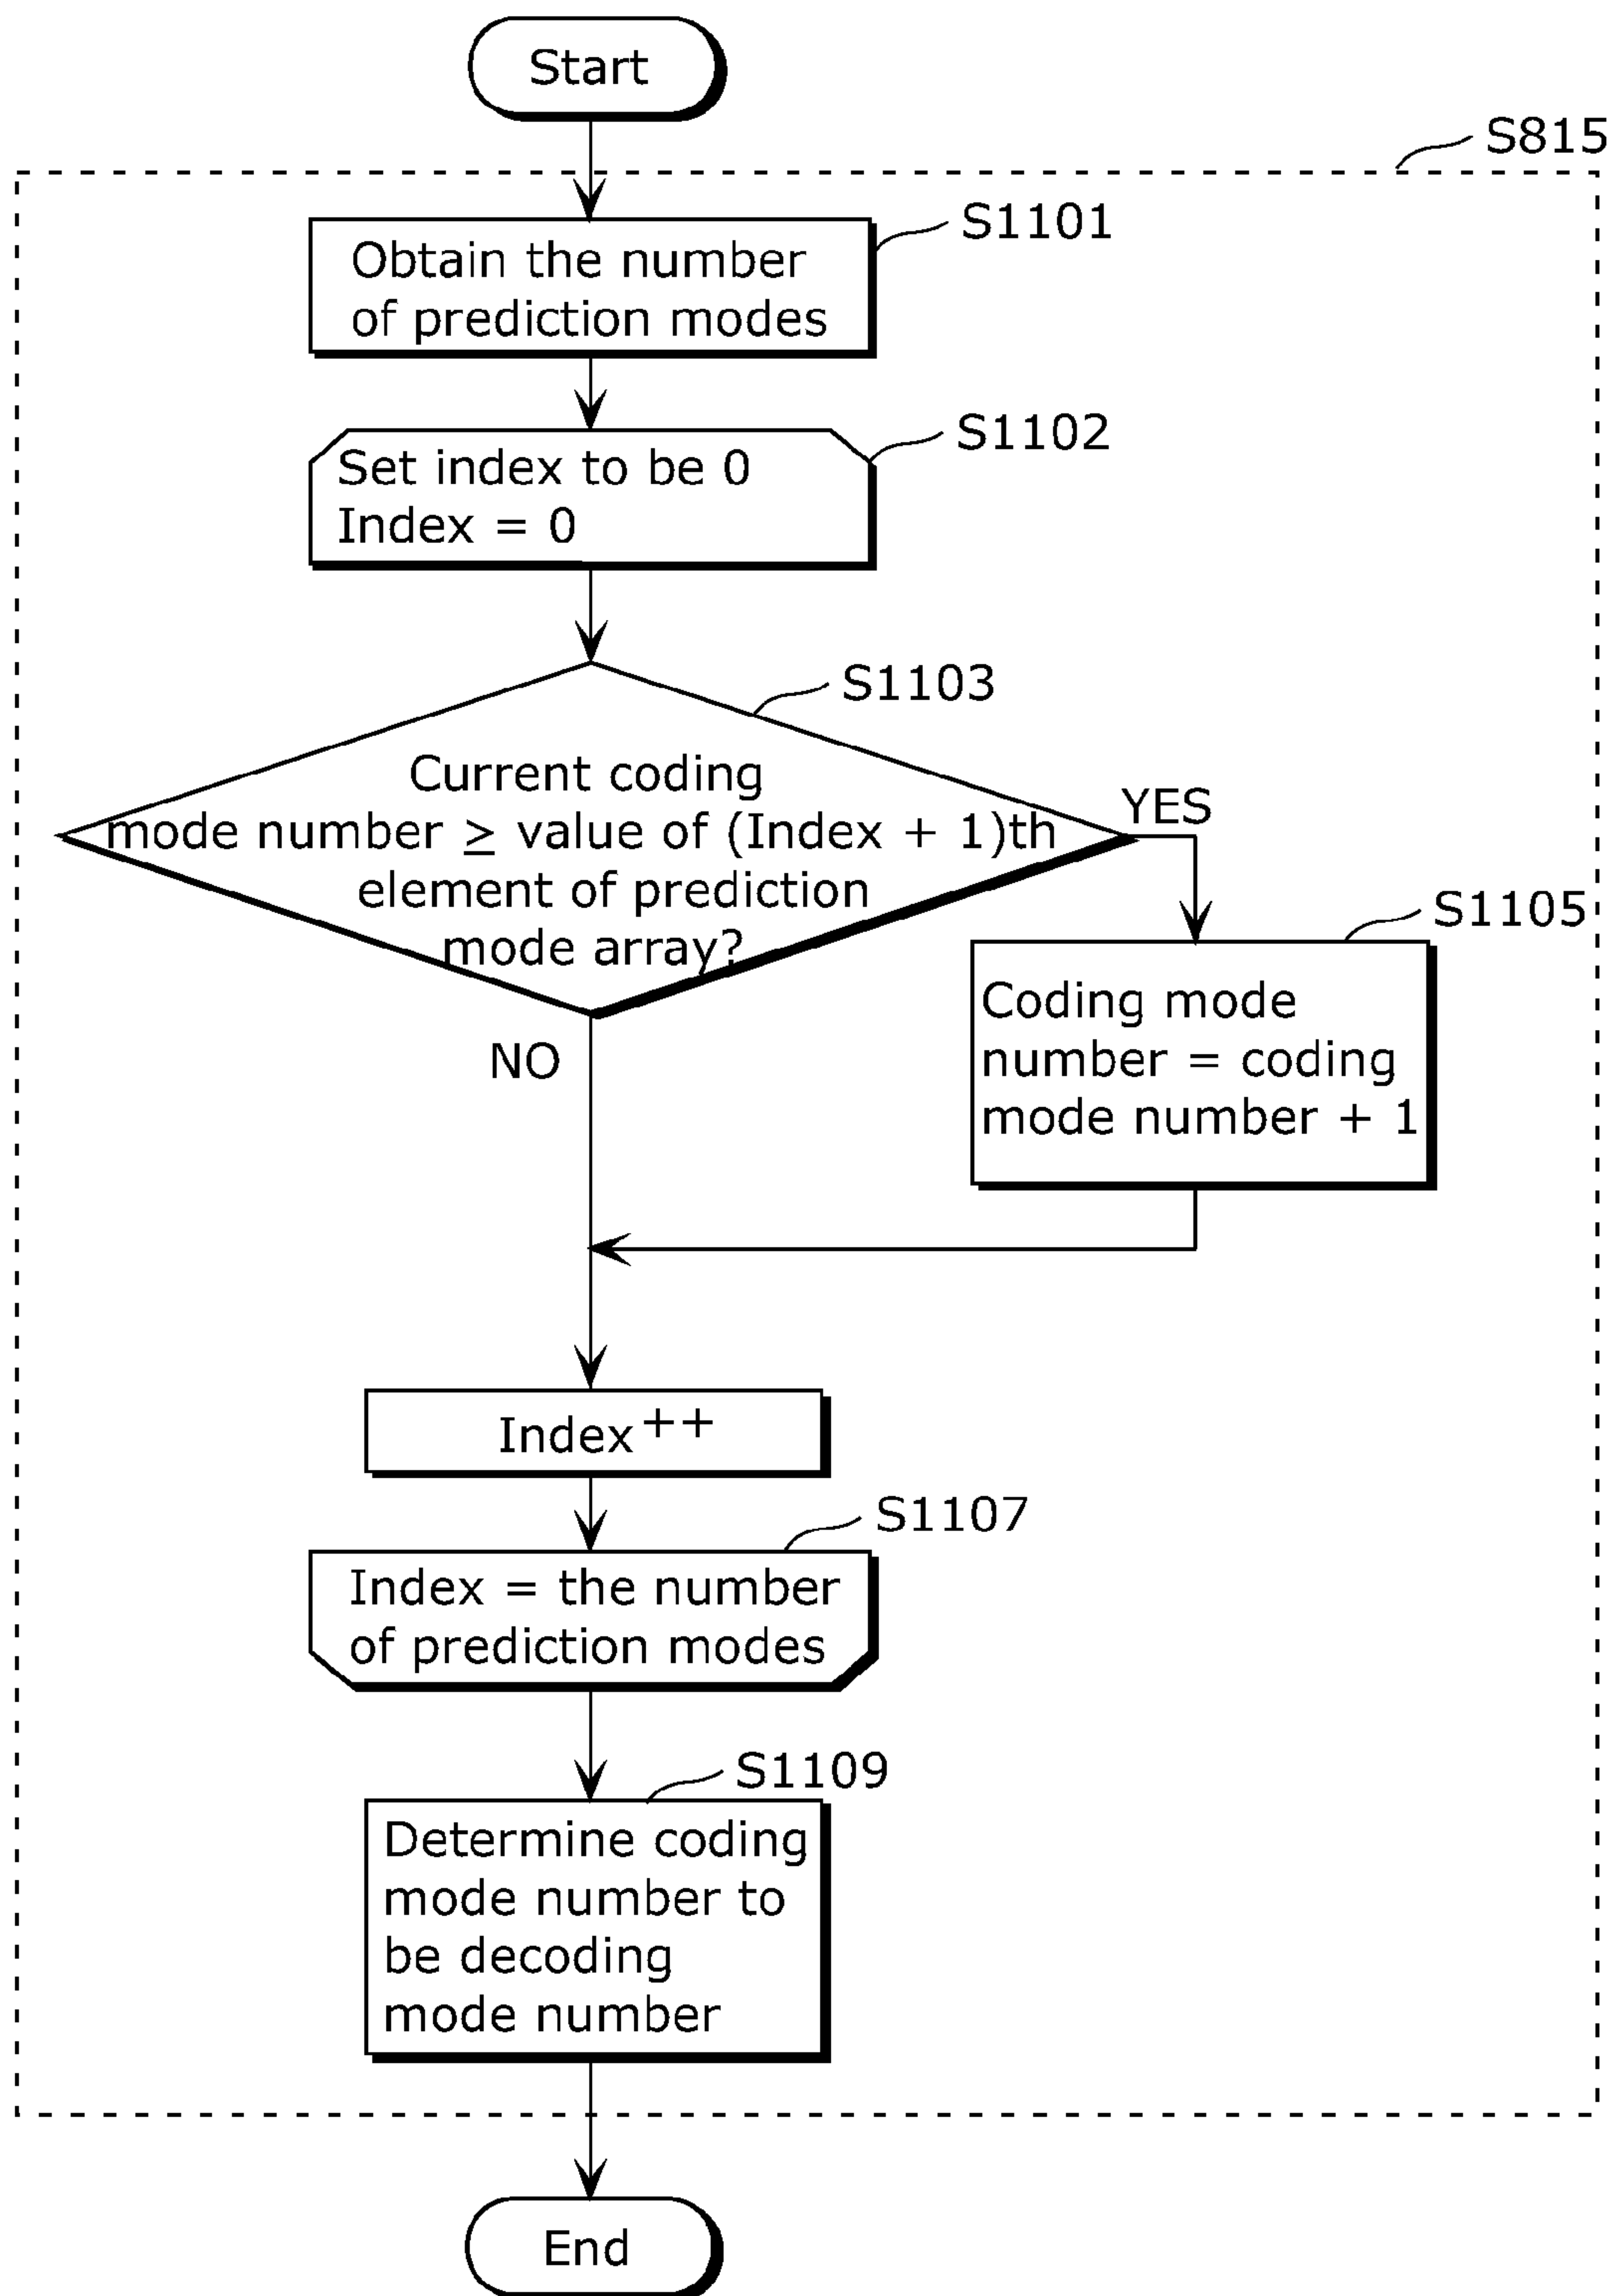 Start
S815
S1101
Obtain the number
of prediction modes
S1102
Set index to be 0
Index = 0
S1103
Current coding
mode number ≥ value of (Index + 1)th
element of prediction
mode array?
YES
NO
S1105
Coding mode
number = coding
mode number + 1
Index++
S1107
Index = the number
of prediction modes
S1109
Determine coding
mode number to
be decoding
mode number
End